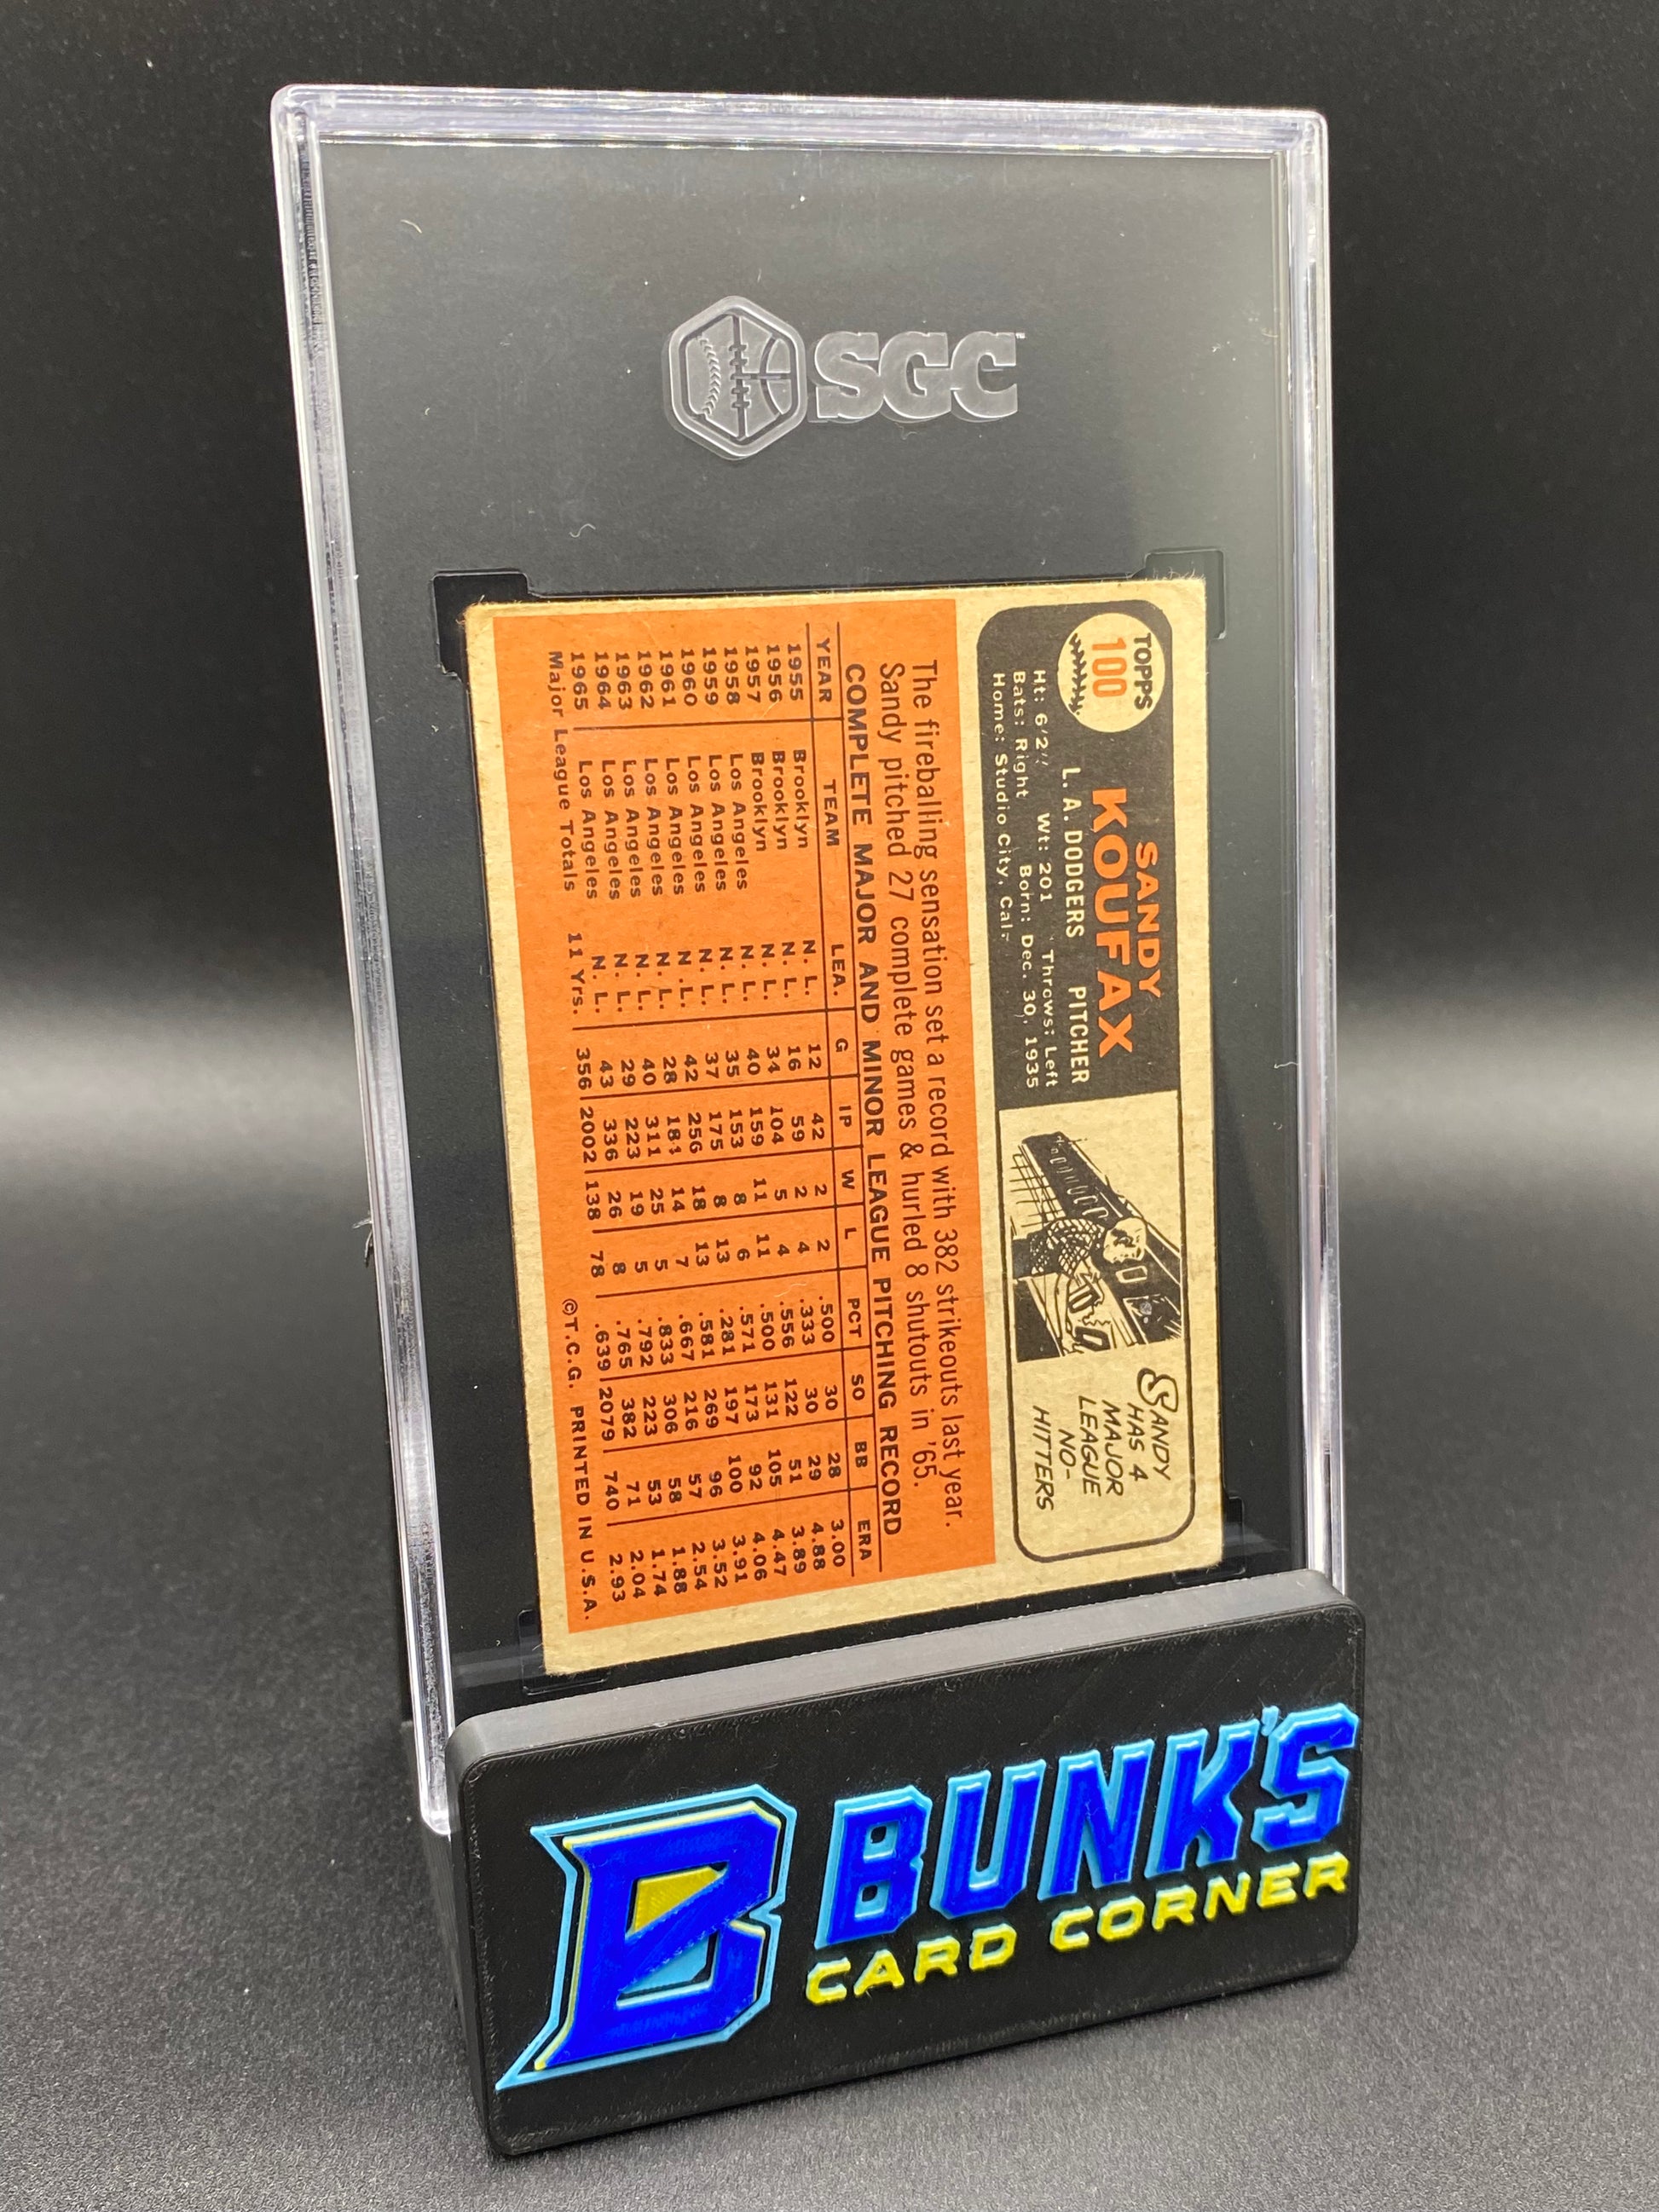 SGC™
TOPPS
100
SANDY
KOUFAX
L. A. DODGERS PITCHER
Ht: 6'2" Wt: 201 Throws: Left
Bats: Right Born: Dec. 30, 1935
Home: Studio City, Cal.
SANDY
HAS 4
MAJOR
LEAGUE
NO-
HITTERS
The fireballing sensation set a record with 382 strikeouts last year.
Sandy pitched 27 complete games & hurled 8 shutouts in '65.
COMPLETE MAJOR AND MINOR LEAGUE PITCHING RECORD
YEAR TEAM LEA. G IP W L PCT SO BB ERA
1955 Brooklyn N. L. 12 42 2 2 .500 30 28 3.00
1956 Brooklyn N. L. 16 59 2 4 .333 30 29 4.88
1957 Brooklyn N. L. 34 104 5 4 .556 122 51 3.89
1958 Los Angeles N. L. 40 159 11 11 .500 131 105 4.47
1959 Los Angeles N. L. 35 153 8 6 .571 173 92 4.06
1960 Los Angeles N. L. 37 175 8 13 .281 197 100 3.91
1961 Los Angeles N. L. 42 256 18 13 .581 269 96 3.52
1962 Los Angeles N. L. 28 184 14 7 .667 216 57 2.54
1963 Los Angeles N. L. 40 311 25 5 .833 306 58 1.88
1964 Los Angeles N. L. 29 223 19 5 .792 223 53 1.74
1965 Los Angeles N. L. 43 336 26 8 .765 382 71 2.04
Major League Totals 11 Yrs. 356 2002 138 78 .639 2079 740 2.93
©T.C.G. PRINTED IN U.S.A.
B BUNK'S
CARD CORNER